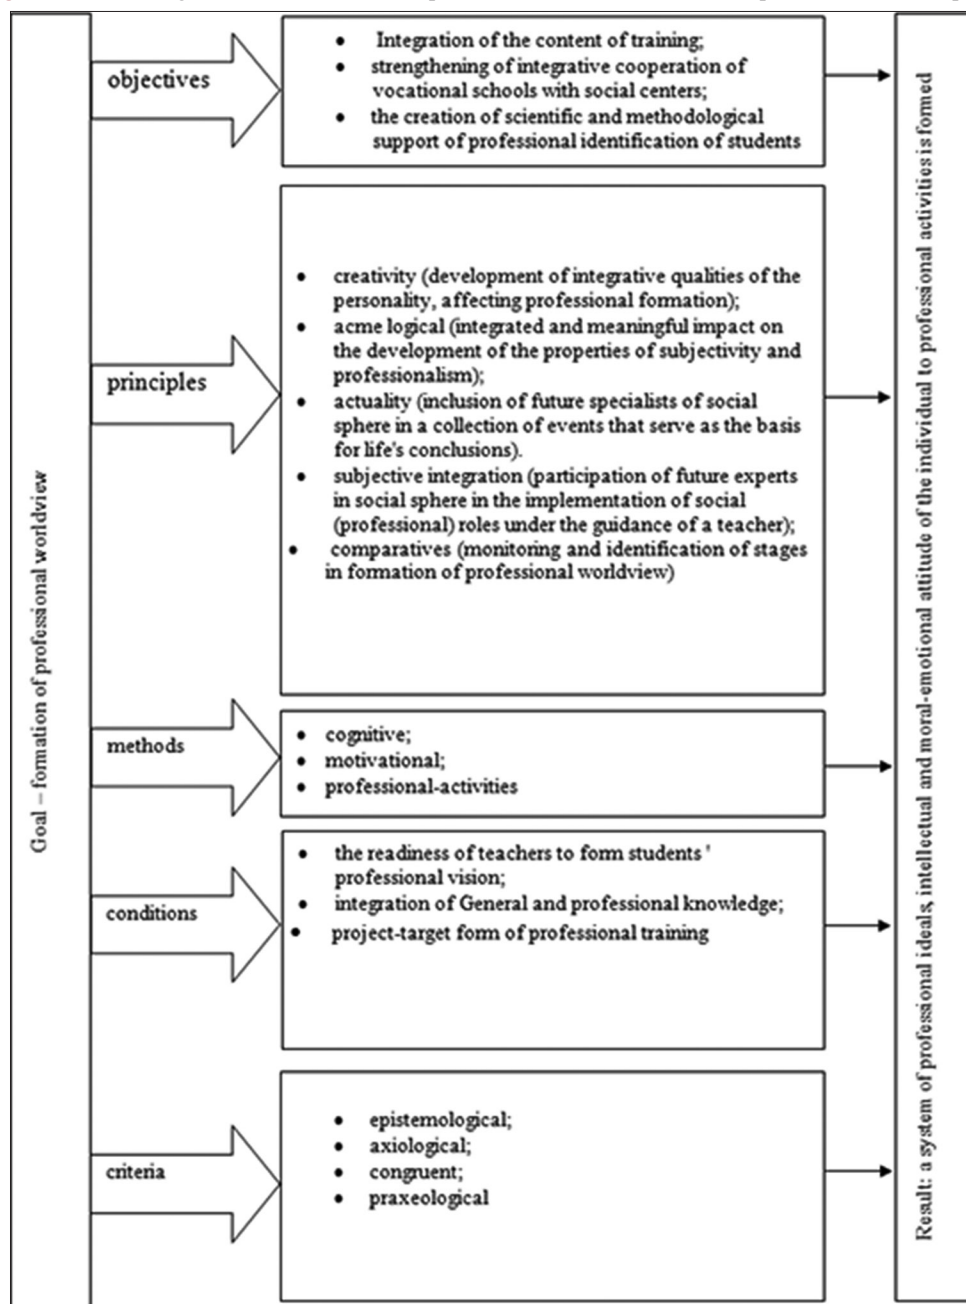 Goal – formation of professional worldview
objectives
• Integration of the content of training;
• strengthening of integrative cooperation of
vocational schools with social centers;
• the creation of scientific and methodological
support of professional identification of students
principles
• creativity (development of integrative qualities of the
personality, affecting professional formation);
• acme logical (integrated and meaningful impact on
the development of the properties of subjectivity and
professionalism);
• actuality (inclusion of future specialists of social
sphere in a collection of events that serve as the basis
for life's conclusions).
• subjective integration (participation of future experts
in social sphere in the implementation of social
(professional) roles under the guidance of a teacher);
• comparatives (monitoring and identification of stages
in formation of professional worldview)
methods
• cognitive;
• motivational;
• professional-activities
conditions
• the readiness of teachers to form students '
professional vision;
• integration of General and professional knowledge;
• project-target form of professional training
criteria
• epistemological;
• axiological;
• congruent;
• praxeological
Result: a system of professional ideals, intellectual and moral-emotional attitude of the individual to professional activities is formed